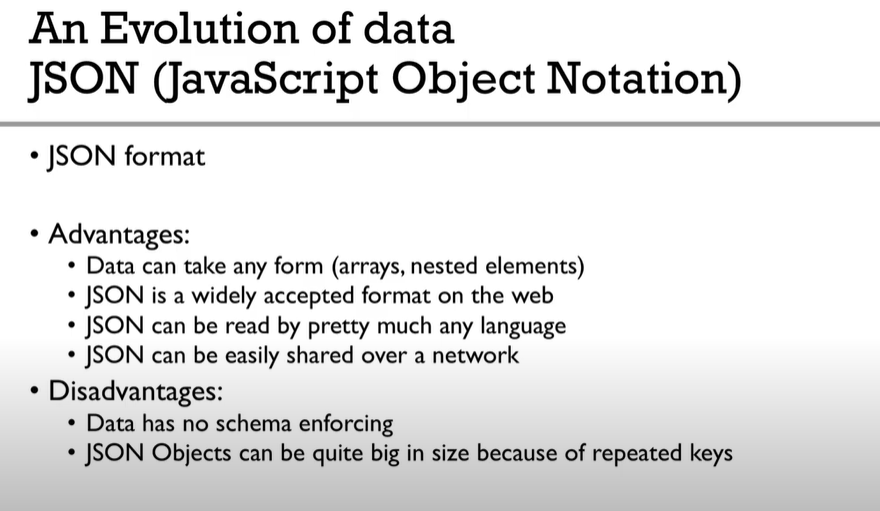 An Evolution of data
JSON (JavaScript Object Notation)
• JSON format
• Advantages:
• Data can take any form (arrays, nested elements)
• JSON is a widely accepted format on the web
• JSON can be read by pretty much any language
• JSON can be easily shared over a network
• Disadvantages:
• Data has no schema enforcing
• JSON Objects can be quite big in size because of repeated keys